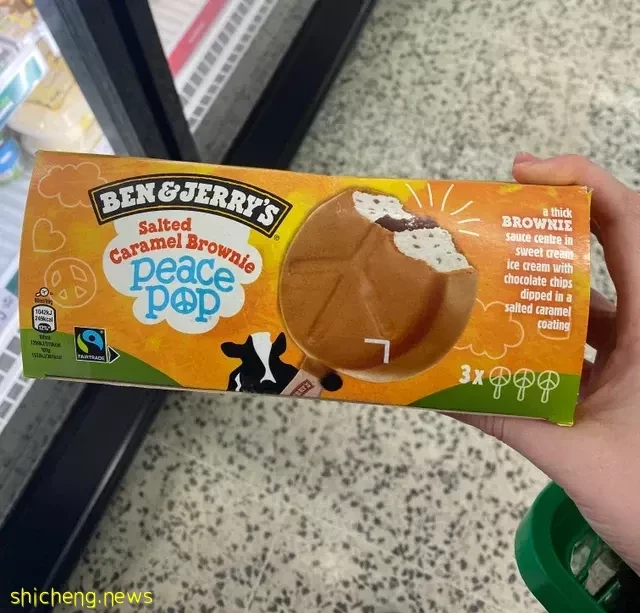 BEN & JERRY'S
Salted
Caramel Brownie
Peace
Pop
a thick
BROWNIE
sauce centre in
sweet cream
ice cream with
chocolate chips
dipped in a
salted caramel
coating
3x
FAIRTRADE
shicheng.news